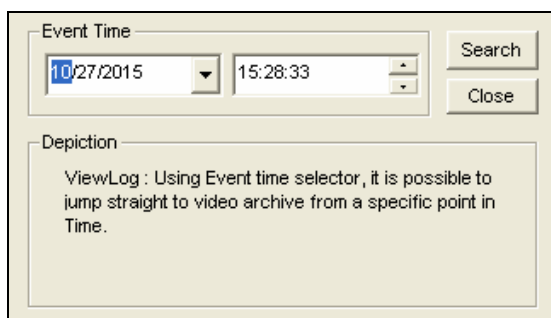 Event Time
10/27/2015
15:28:33
Search
Close
Depiction
ViewLog : Using Event time selector, it is possible to
jump straight to video archive from a specific point in
Time.